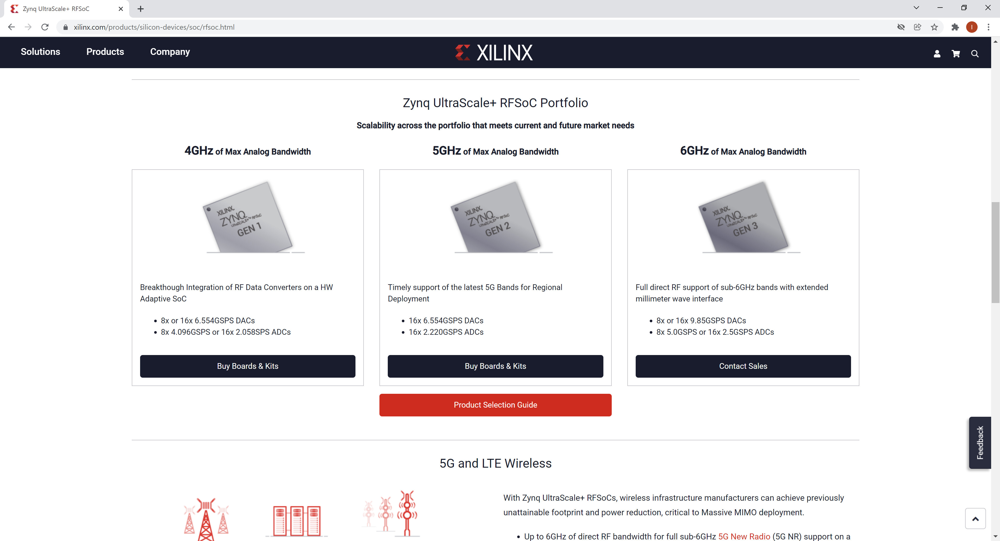 Zynq UltraScale+ RFSoC
xilinx.com/products/silicon-devices/soc/rfsoc.html
I
Solutions
Products
Company
XILINX
Zynq UltraScale+ RFSoC Portfolio
Scalability across the portfolio that meets current and future market needs
4GHz of Max Analog Bandwidth
XILINX
ZYNQ
UltraSCALE+™ RFSoC
GEN 1
Breakthough Integration of RF Data Converters on a HW
Adaptive SoC
• 8x or 16x 6.554GSPS DACs
• 8x 4.096GSPS or 16x 2.058SPS ADCs
Buy Boards & Kits
5GHz of Max Analog Bandwidth
XILINX
ZYNQ
UltraSCALE+™ RFSoC
GEN 2
Timely support of the latest 5G Bands for Regional
Deployment
• 16x 6.554GSPS DACs
• 16x 2.220GSPS ADCs
Buy Boards & Kits
6GHz of Max Analog Bandwidth
XILINX
ZYNQ
UltraSCALE+™ RFSoC
GEN 3
Full direct RF support of sub-6GHz bands with extended
millimeter wave interface
• 8x or 16x 9.85GSPS DACs
• 8x 5.0GSPS or 16x 2.5GSPS ADCs
Contact Sales
Product Selection Guide
Feedback
5G and LTE Wireless
With Zynq UltraScale+ RFSoCs, wireless infrastructure manufacturers can achieve previously
unattainable footprint and power reduction, critical to Massive MIMO deployment.
• Up to 6GHz of direct RF bandwidth for full sub-6GHz 5G New Radio (5G NR) support on a